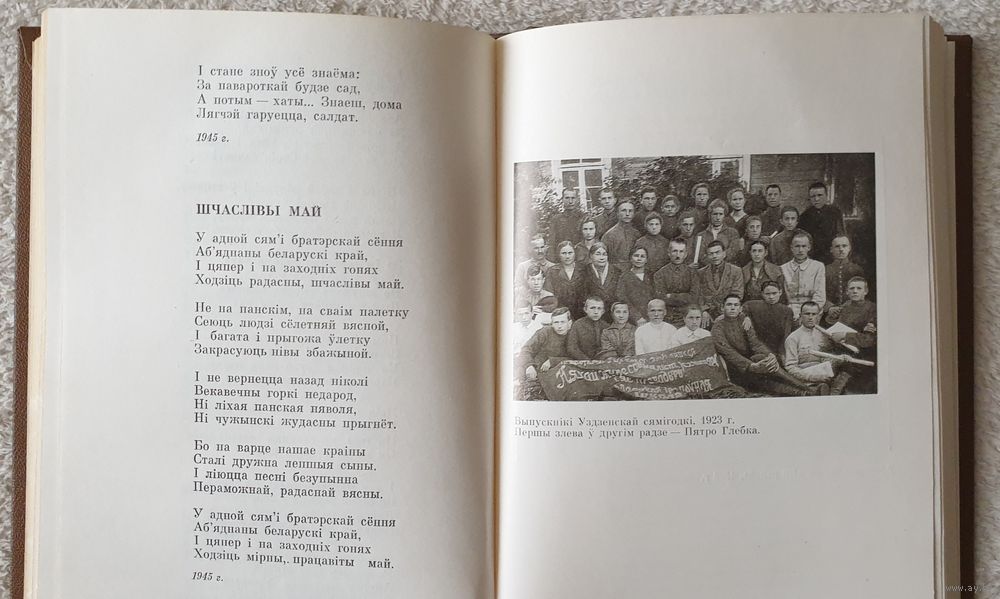 І стане зноў усё знаёма:
За павароткай будзе сад,
А потым — хаты... Знаеш, дома
Лягчэй гаруецца, салдат.
1945 г.
ШЧАСЛІВЫ МАЙ
У адной сям'і братэрскай сёння
Аб'яднаны беларускі край,
І цяпер і на заходніх гонях
Ходзіць радасны, шчаслівы май.
Не на панскім, на сваім палетку
Сеюць людзі сёлетняй вясной,
І багата і прыгожа ўлетку
Закрасуюць нівы збажыной.
І не вернецца назад ніколі
Векавечны горкі недарод,
Ні ліхая панская няволя,
Ні чужынскі жудасны прыгнёт.
Бо на варце нашае краіны
Сталі дружна лепшыя сыны.
І ліюцца песні безупынна
Пераможнай, радаснай вясны.
У адной сям'і братэрскай сёння
Аб'яднаны беларускі край,
І цяпер і на заходніх гонях
Ходзіць мірны, працавіты май.
1945 г.
Выпускнікі Уздзенскай сямігодкі, 1923 г.
Першы злева ў другім радзе — Пятро Глебка.